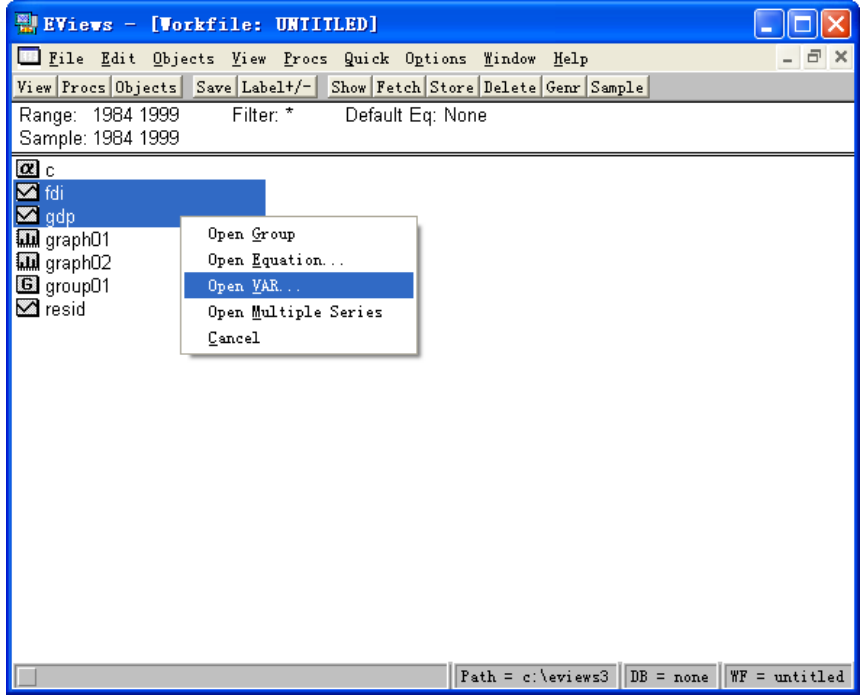 EViews - [Workfile: UNTITLED]
File Edit Objects View Procs Quick Options Window Help
View Procs Objects Save Label+/- Show Fetch Store Delete Genr Sample
Range: 1984 1999 Filter: * Default Eq: None
Sample: 1984 1999
c
fdi
gdp
graph01
graph02
group01
resid
Open Group
Open Equation...
Open VAR...
Open Multiple Series
Cancel
Path = c:\eviews3 DB = none WF = untitled